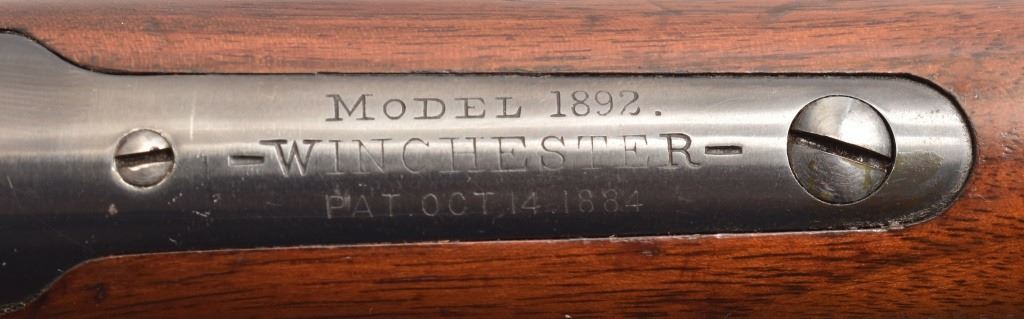 MODEL 1892.
-WINCHESTER-
PAT. OCT. 14. 1884